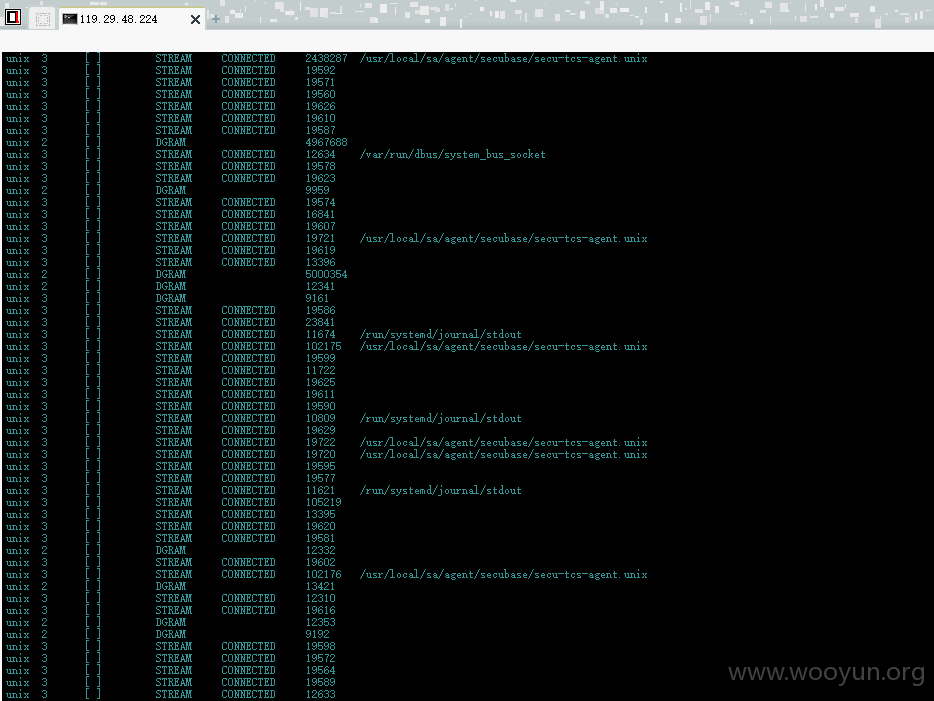 119.29.48.224
unix 3 [ ] STREAM CONNECTED 2438287 /usr/local/sa/agent/secubase/secu-tcs-agent.unix
unix 3 [ ] STREAM CONNECTED 19592
unix 3 [ ] STREAM CONNECTED 19571
unix 3 [ ] STREAM CONNECTED 19560
unix 3 [ ] STREAM CONNECTED 19626
unix 3 [ ] STREAM CONNECTED 19610
unix 3 [ ] STREAM CONNECTED 19587
unix 2 [ ] DGRAM 4967688
unix 3 [ ] STREAM CONNECTED 12634 /var/run/dbus/system_bus_socket
unix 3 [ ] STREAM CONNECTED 19578
unix 3 [ ] STREAM CONNECTED 19623
unix 2 [ ] DGRAM 9959
unix 3 [ ] STREAM CONNECTED 19574
unix 3 [ ] STREAM CONNECTED 16841
unix 3 [ ] STREAM CONNECTED 19607
unix 3 [ ] STREAM CONNECTED 19721 /usr/local/sa/agent/secubase/secu-tcs-agent.unix
unix 3 [ ] STREAM CONNECTED 19619
unix 3 [ ] STREAM CONNECTED 13396
unix 2 [ ] DGRAM 5000354
unix 2 [ ] DGRAM 12341
unix 3 [ ] DGRAM 9161
unix 3 [ ] STREAM CONNECTED 19586
unix 3 [ ] STREAM CONNECTED 23841
unix 3 [ ] STREAM CONNECTED 11674 /run/systemd/journal/stdout
unix 3 [ ] STREAM CONNECTED 102175 /usr/local/sa/agent/secubase/secu-tcs-agent.unix
unix 3 [ ] STREAM CONNECTED 19599
unix 3 [ ] STREAM CONNECTED 11722
unix 3 [ ] STREAM CONNECTED 19625
unix 3 [ ] STREAM CONNECTED 19611
unix 3 [ ] STREAM CONNECTED 19590
unix 3 [ ] STREAM CONNECTED 10809 /run/systemd/journal/stdout
unix 3 [ ] STREAM CONNECTED 19629
unix 3 [ ] STREAM CONNECTED 19722 /usr/local/sa/agent/secubase/secu-tcs-agent.unix
unix 3 [ ] STREAM CONNECTED 19720 /usr/local/sa/agent/secubase/secu-tcs-agent.unix
unix 3 [ ] STREAM CONNECTED 19595
unix 3 [ ] STREAM CONNECTED 19577
unix 3 [ ] STREAM CONNECTED 11621 /run/systemd/journal/stdout
unix 3 [ ] STREAM CONNECTED 105219
unix 3 [ ] STREAM CONNECTED 13395
unix 3 [ ] STREAM CONNECTED 19620
unix 3 [ ] STREAM CONNECTED 19581
unix 2 [ ] DGRAM 12332
unix 3 [ ] STREAM CONNECTED 19602
unix 3 [ ] STREAM CONNECTED 102176 /usr/local/sa/agent/secubase/secu-tcs-agent.unix
unix 2 [ ] DGRAM 13421
unix 3 [ ] STREAM CONNECTED 12310
unix 3 [ ] STREAM CONNECTED 19616
unix 2 [ ] DGRAM 12353
unix 2 [ ] DGRAM 9192
unix 3 [ ] STREAM CONNECTED 19598
unix 3 [ ] STREAM CONNECTED 19572
unix 3 [ ] STREAM CONNECTED 19564
unix 3 [ ] STREAM CONNECTED 19589
unix 3 [ ] STREAM CONNECTED 12633
www.wooyun.org